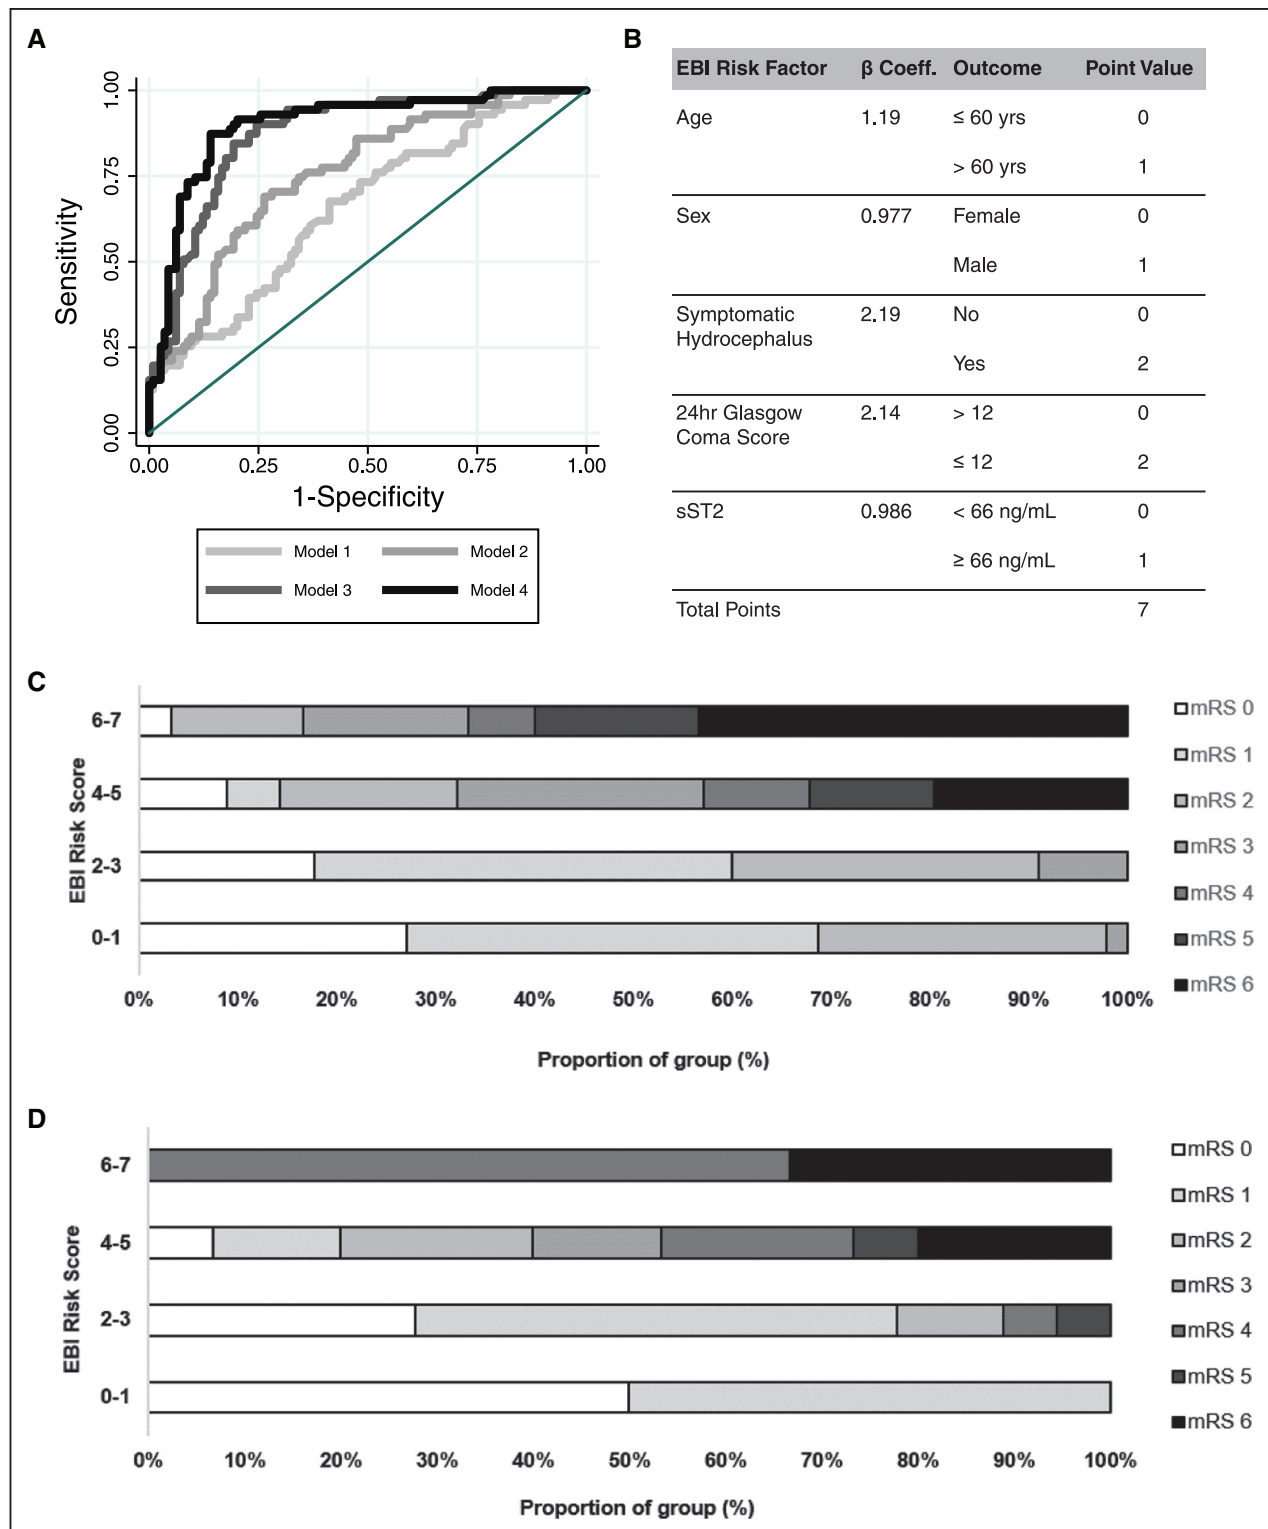 A
1.00
0.75
0.50
0.25
0.00
Sensitivity
0.00 0.25 0.50 0.75 1.00
1-Specificity
Model 1 Model 2
Model 3 Model 4
B
EBI Risk Factor β Coeff. Outcome Point Value
Age 1.19 ≤ 60 yrs 0
> 60 yrs 1
Sex 0.977 Female 0
Male 1
Symptomatic 2.19 No 0
Hydrocephalus
Yes 2
24hr Glasgow 2.14 > 12 0
Coma Score
≤ 12 2
sST2 0.986 < 66 ng/mL 0
≥ 66 ng/mL 1
Total Points 7
C
EBI Risk Score
6-7
4-5
2-3
0-1
0% 10% 20% 30% 40% 50% 60% 70% 80% 90% 100%
Proportion of group (%)
mRS 0
mRS 1
mRS 2
mRS 3
mRS 4
mRS 5
mRS 6
D
EBI Risk Score
6-7
4-5
2-3
0-1
0% 10% 20% 30% 40% 50% 60% 70% 80% 90% 100%
Proportion of group (%)
mRS 0
mRS 1
mRS 2
mRS 3
mRS 4
mRS 5
mRS 6